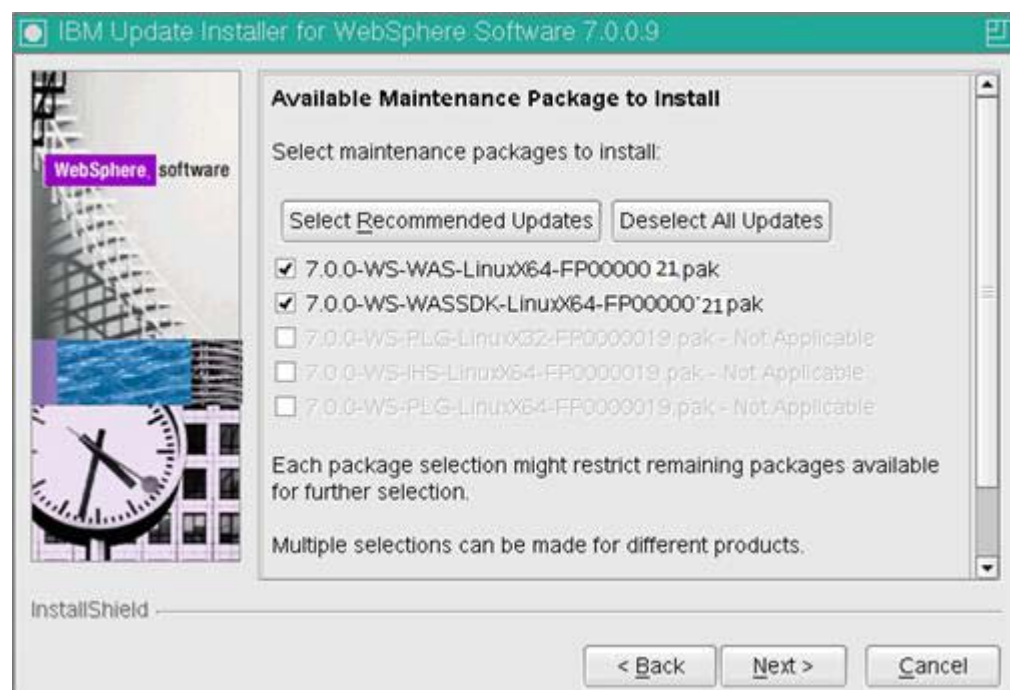 IBM Update Installer for WebSphere Software 7.0.0.9
WebSphere software
Available Maintenance Package to Install
Select maintenance packages to install:
Select Recommended Updates
Deselect All Updates
7.0.0-WS-WAS-LinuxX64-FP00000 21.pak
7.0.0-WS-WASSDK-LinuxX64-FP00000'21pak
7.0.0-WS-PLG-LinuxX32-FP0000019.pak - Not Applicable
7.0.0-WS-IHS-LinuxX64-FP0000019.pak - Not Applicable
7.0.0-WS-PLG-LinuxX64-FP0000019.pak - Not Applicable
Each package selection might restrict remaining packages available
for further selection.
Multiple selections can be made for different products.
InstallShield
< Back
Next >
Cancel